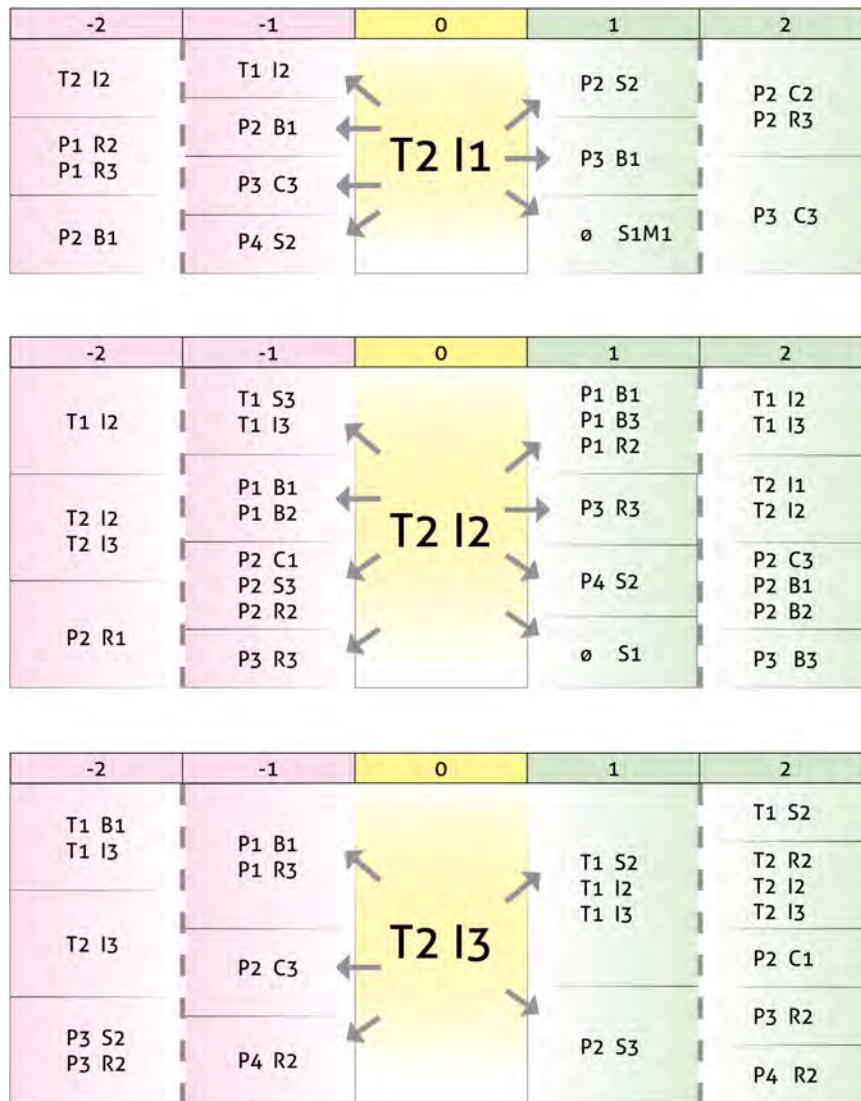 -2 -1 0 1 2
T2 I2
P1 R2
P1 R3
P2 B1
T1 I2
P2 B1
P3 C3
P4 S2
T2 I1
P2 S2
P3 B1
ø S1M1
P2 C2
P2 R3
P3 C3
-2 -1 0 1 2
T1 I2
T2 I2
T2 I3
P2 R1
T1 S3
T1 I3
P1 B1
P1 B2
P2 C1
P2 S3
P2 R2
P3 R3
T2 I2
P1 B1
P1 B3
P1 R2
P3 R3
P4 S2
ø S1
T1 I2
T1 I3
T2 I1
T2 I2
P2 C3
P2 B1
P2 B2
P3 B3
-2 -1 0 1 2
T1 B1
T1 I3
T2 I3
P3 S2
P3 R2
P1 B1
P1 R3
P2 C3
P4 R2
T2 I3
T1 S2
T1 I2
T1 I3
P2 S3
T1 S2
T2 R2
T2 I2
T2 I3
P2 C1
P3 R2
P4 R2